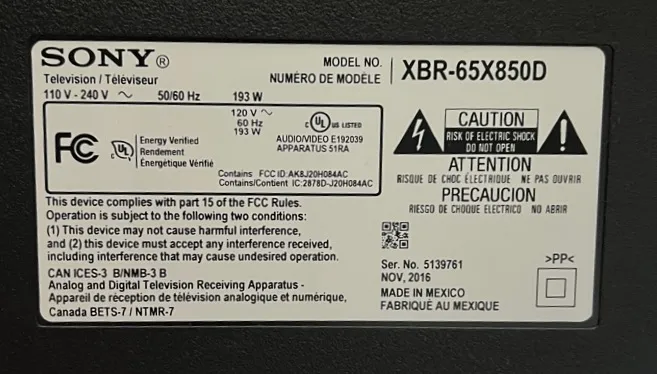 SONY®
MODEL NO.
NUMÉRO DE MODÈLE
XBR-65X850D
Television / Téléviseur
110 V - 240 V ~ 50/60 Hz 193 W
120 V ~
60 Hz
193 W
FC
UL
Energy Verified
Rendement
Énergétique Vérifié
c UL US LISTED
AUDIO/VIDEO E192039
APPARATUS 51RA
Contains FCC ID:AK8J20H084AC
Contains/Contient IC:2878D-J20H084AC
This device complies with part 15 of the FCC Rules.
Operation is subject to the following two conditions:
(1) This device may not cause harmful interference,
and (2) this device must accept any interference received,
including interference that may cause undesired operation.
CAN ICES-3 B/NMB-3 B
Analog and Digital Television Receiving Apparatus -
Appareil de réception de télévision analogique et numérique,
Canada BETS-7 / NTMR-7
CAUTION
RISK OF ELECTRIC SHOCK
DO NOT OPEN
ATTENTION
RISQUE DE CHOC ÉLECTRIQUE NE PAS OUVRIR
PRECAUCION
RIESGO DE CHOQUE ELECTRICO NO ABRIR
Ser. No. 5139761
NOV, 2016
MADE IN MEXICO
FABRIQUÉ AU MEXIQUE
>PP<